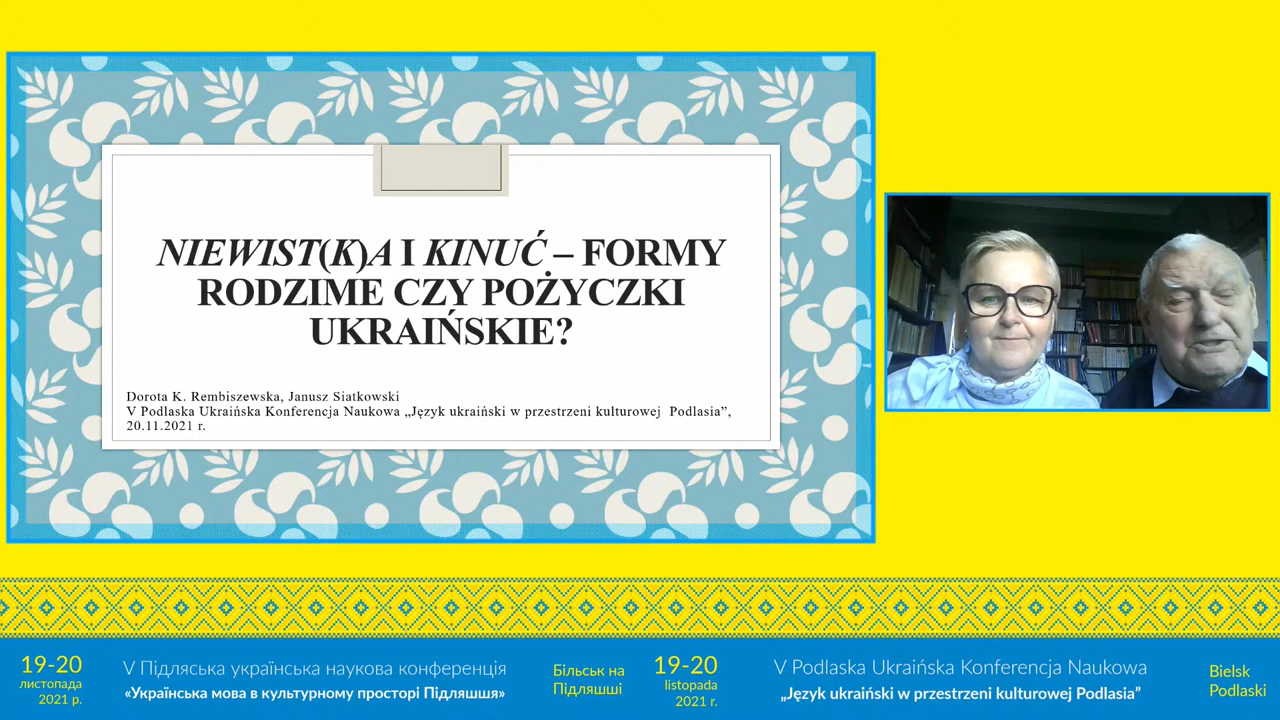 NIEWIST(K)A I KINUĆ – FORMY
RODZIME CZY POŻYCZKI
UKRAIŃSKIE?
Dorota K. Rembiszewska, Janusz Siatkowski
V Podlaska Ukraińska Konferencja Naukowa „Język ukraiński w przestrzeni kulturowej Podlasia”,
20.11.2021 r.
19-20
листопада
2021 р.
V Підляська українська наукова конференція
«Українська мова в культурному просторі Підляшшя»
Більськ на
Підляшші
19-20
listopada
2021 r.
V Podlaska Ukraińska Konferencja Naukowa
„Język ukraiński w przestrzeni kulturowej Podlasia”
Bielsk
Podlaski